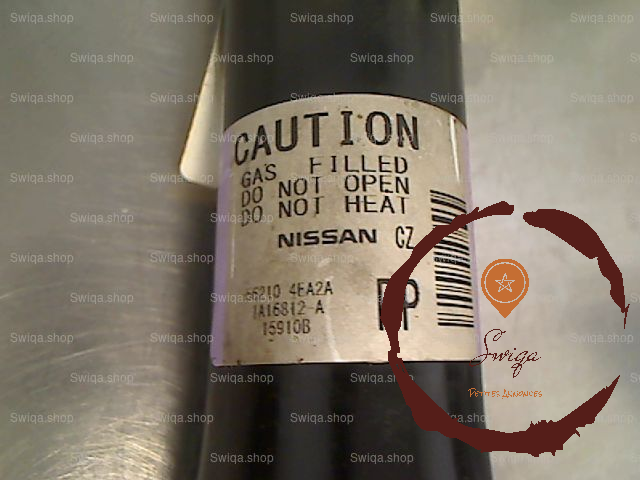 CAUTION
GAS FILLED
DO NOT OPEN
DO NOT HEAT
NISSAN CZ
4EA2A
1A16812-A
15910B
Swiqa
PETITES ANNONCES
Swiqa.shop